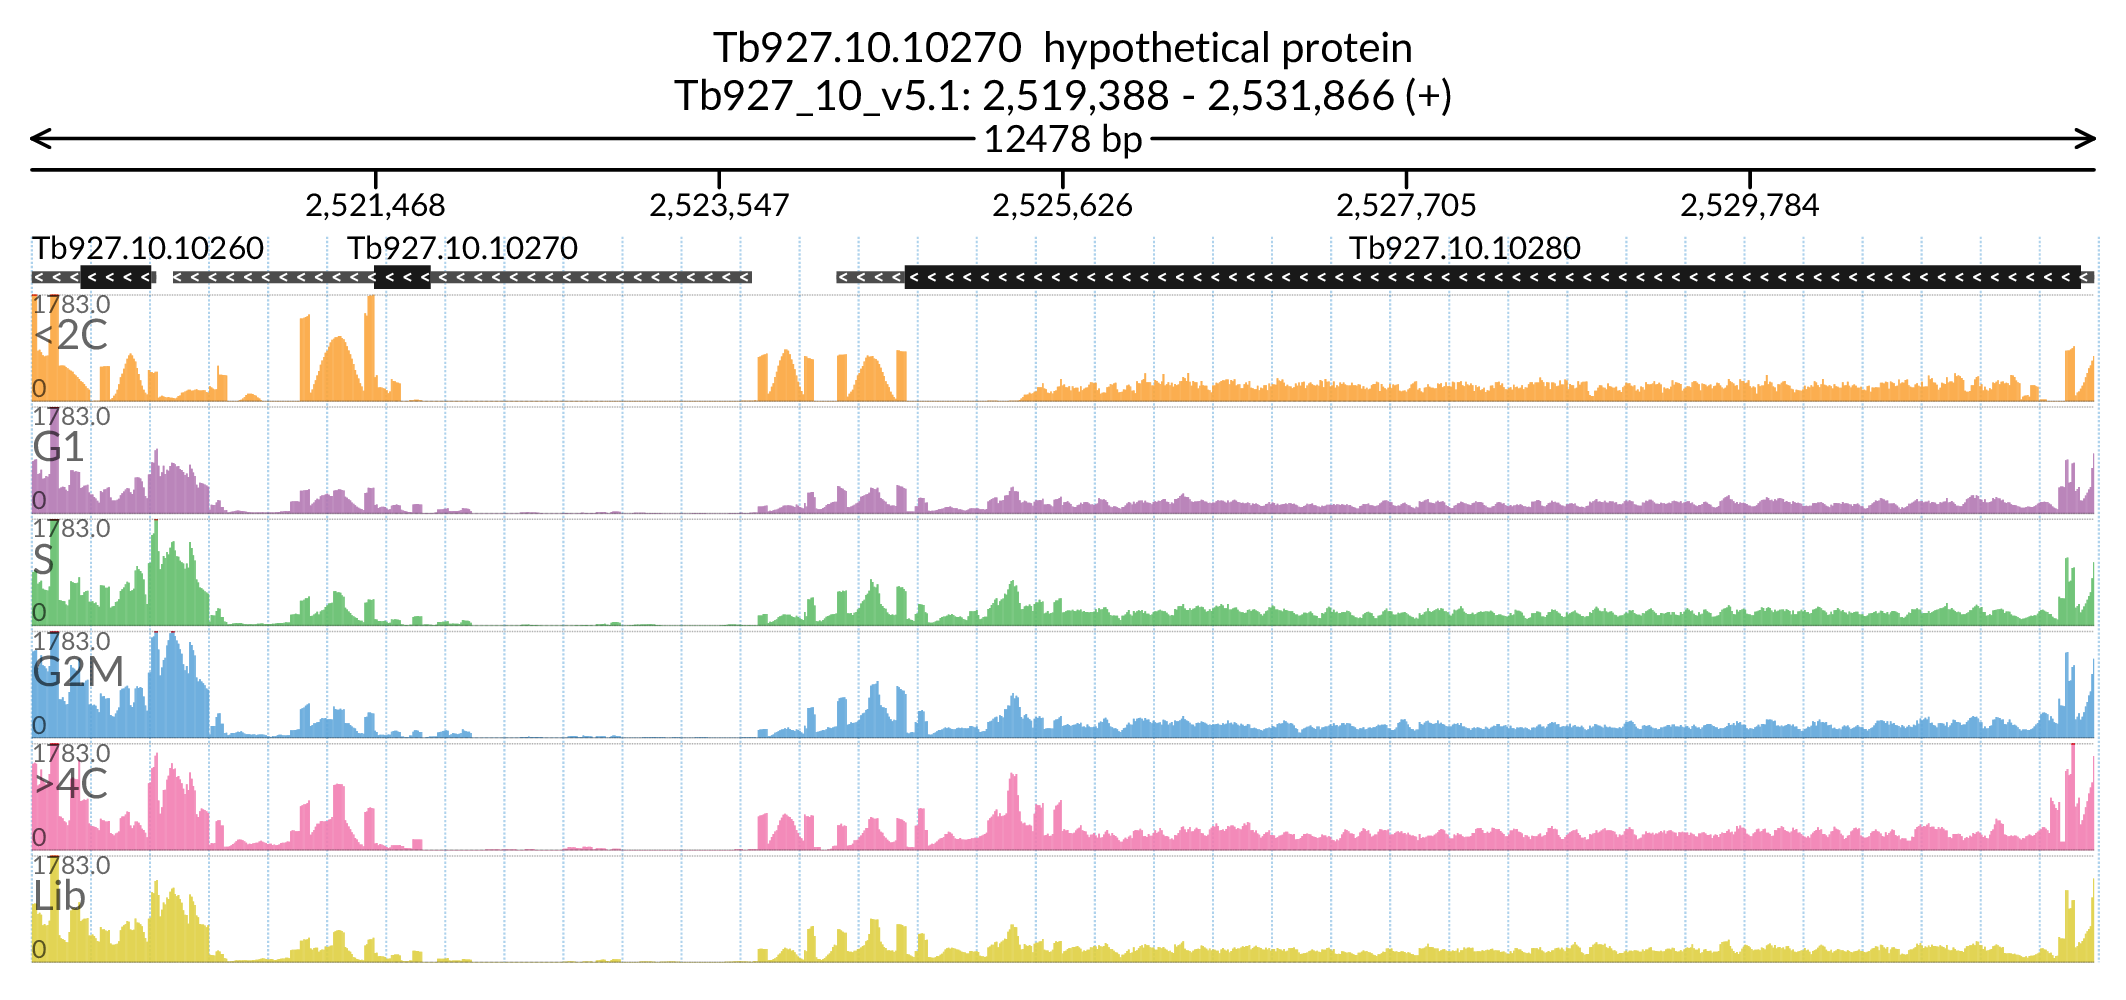 Tb927.10.10270 hypothetical protein
Tb927_10_v5.1: 2,519,388 - 2,531,866 (+)
12478 bp
2,521,468 2,523,547 2,525,626 2,527,705 2,529,784
Tb927.10.10260 Tb927.10.10270 Tb927.10.10280
1783.0
<2C
0
1783.0
G1
0
1783.0
S
0
1783.0
G2M
0
1783.0
>4C
0
1783.0
Lib
0